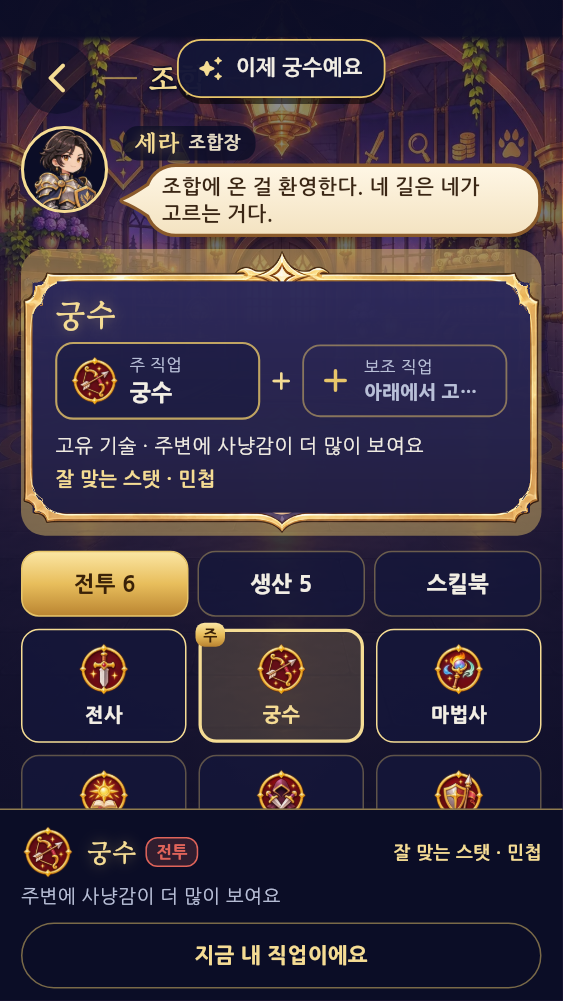 조
이제 궁수예요
세라 조합장
조합에 온 걸 환영한다. 네 길은 네가
고르는 거다.
궁수
주 직업
궁수
+
+
보조 직업
아래에서 고…
고유 기술 · 주변에 사냥감이 더 많이 보여요
잘 맞는 스탯 · 민첩
전투 6
생산 5
스킬북
주
전사
궁수
마법사
궁수
전투
잘 맞는 스탯 · 민첩
주변에 사냥감이 더 많이 보여요
지금 내 직업이에요